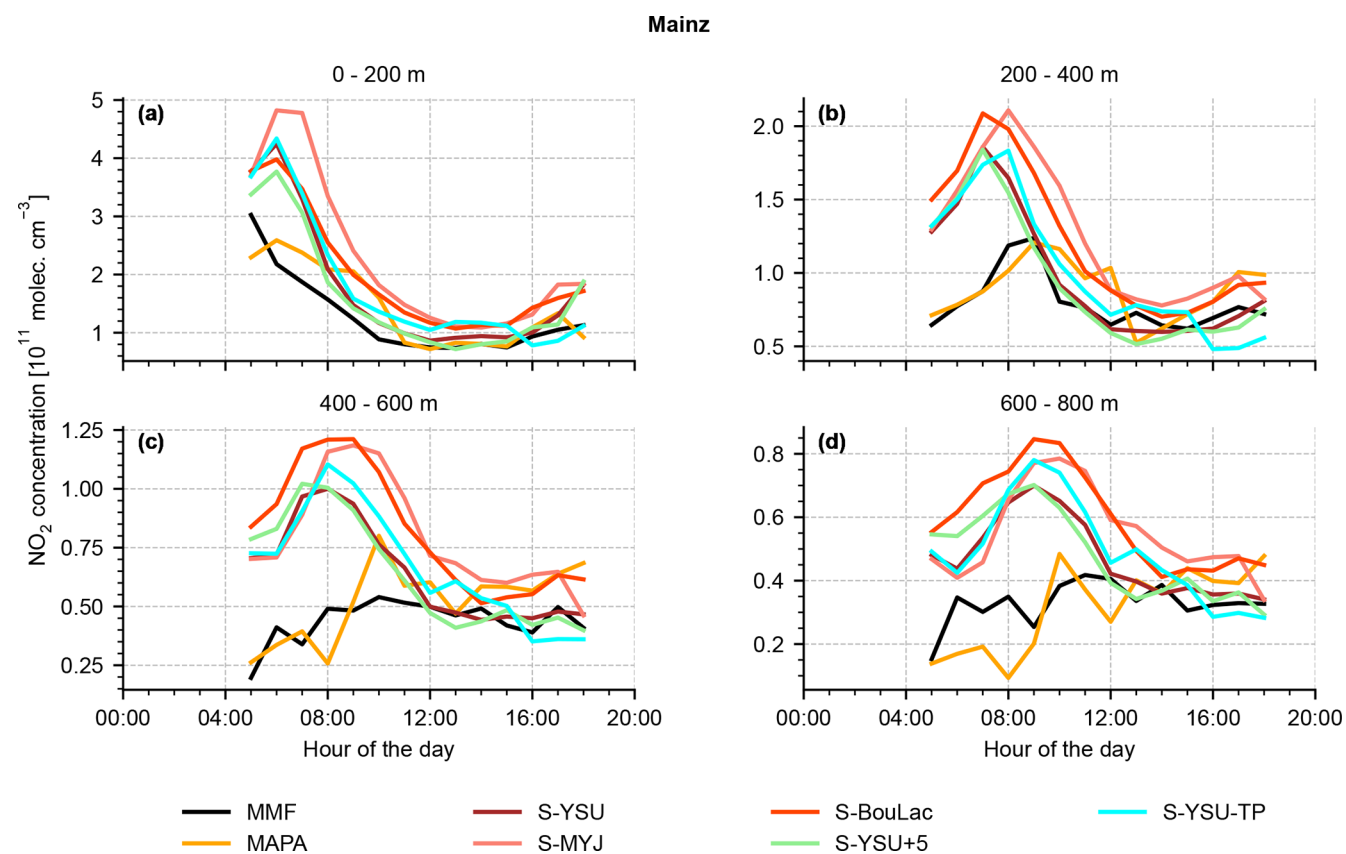 Mainz
0 - 200 m
200 - 400 m
(a)
5
4
3
2
1
(b)
2.0
1.5
1.0
0.5
NO₂ concentration [10¹¹ molec. cm⁻³]
400 - 600 m
600 - 800 m
(c)
1.25
1.00
0.75
0.50
0.25
(d)
0.8
0.6
0.4
0.2
00:00 04:00 08:00 12:00 16:00 20:00
00:00 04:00 08:00 12:00 16:00 20:00
Hour of the day
Hour of the day
MMF S-YSU S-BouLac S-YSU-TP
MAPA S-MYJ S-YSU+5